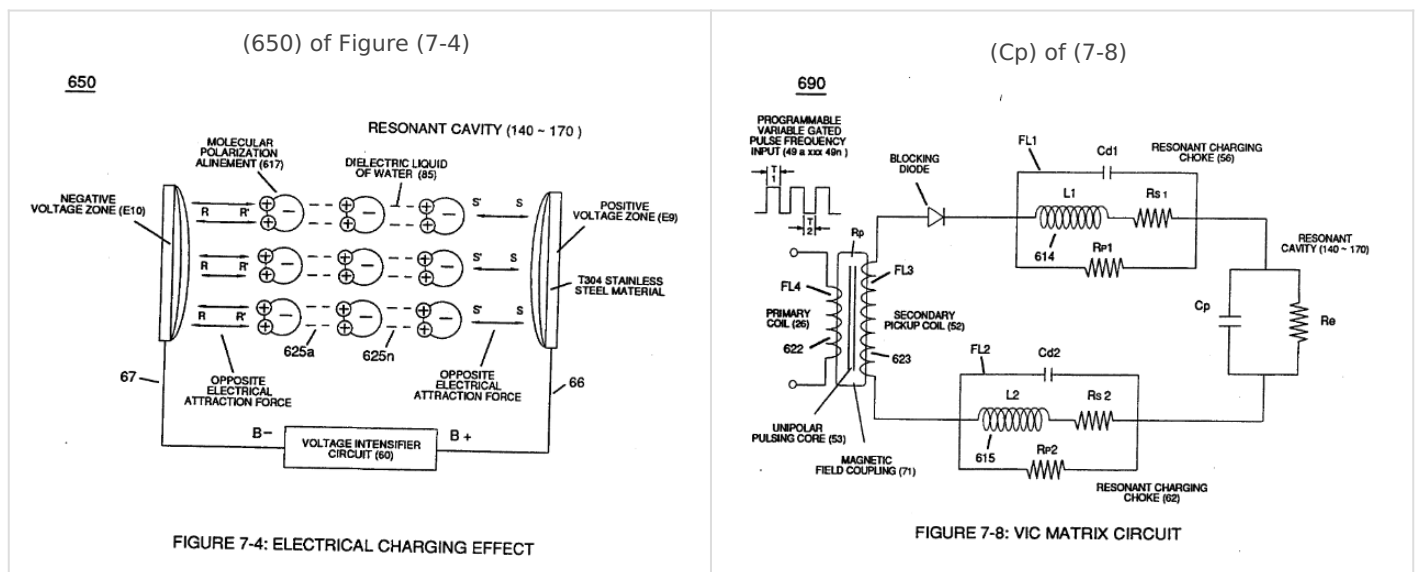 (650) of Figure (7-4)
650
RESONANT CAVITY (140 ~ 170 )
MOLECULAR
POLARIZATION
ALINEMENT (617)
DIELECTRIC LIQUID
OF WATER (85)
NEGATIVE
VOLTAGE ZONE (E10)
POSITIVE
VOLTAGE ZONE (E9)
R R' + + − + + − + + − S' S
R R' + + − + + − + + − S' S
T304 STAINLESS
STEEL MATERIAL
R R' + + − + + − + + − S' S
625a 625n
67
OPPOSITE
ELECTRICAL
ATTRACTION FORCE
OPPOSITE
ELECTRICAL
ATTRACTION FORCE
66
B− B +
VOLTAGE INTENSIFIER
CIRCUIT (60)
FIGURE 7-4: ELECTRICAL CHARGING EFFECT
(Cp) of (7-8)
690
PROGRAMMABLE
VARIABLE GATED
PULSE FREQUENCY
INPUT (49 a xxx 49n )
T
1
T
2
BLOCKING
DIODE
FL1
Cd1
RESONANT CHARGING
CHOKE (56)
L1
Rs 1
614
Rp1
RESONANT
CAVITY (140 ~ 170)
Rp
FL4
FL3
PRIMARY
COIL (26)
SECONDARY
PICKUP COIL (52)
622
623
Cp
Re
FL2
Cd2
L2
Rs 2
615
Rp2
UNIPOLAR
PULSING CORE (53)
MAGNETIC
FIELD COUPLING (71)
RESONANT CHARGING
CHOKE (62)
FIGURE 7-8: VIC MATRIX CIRCUIT